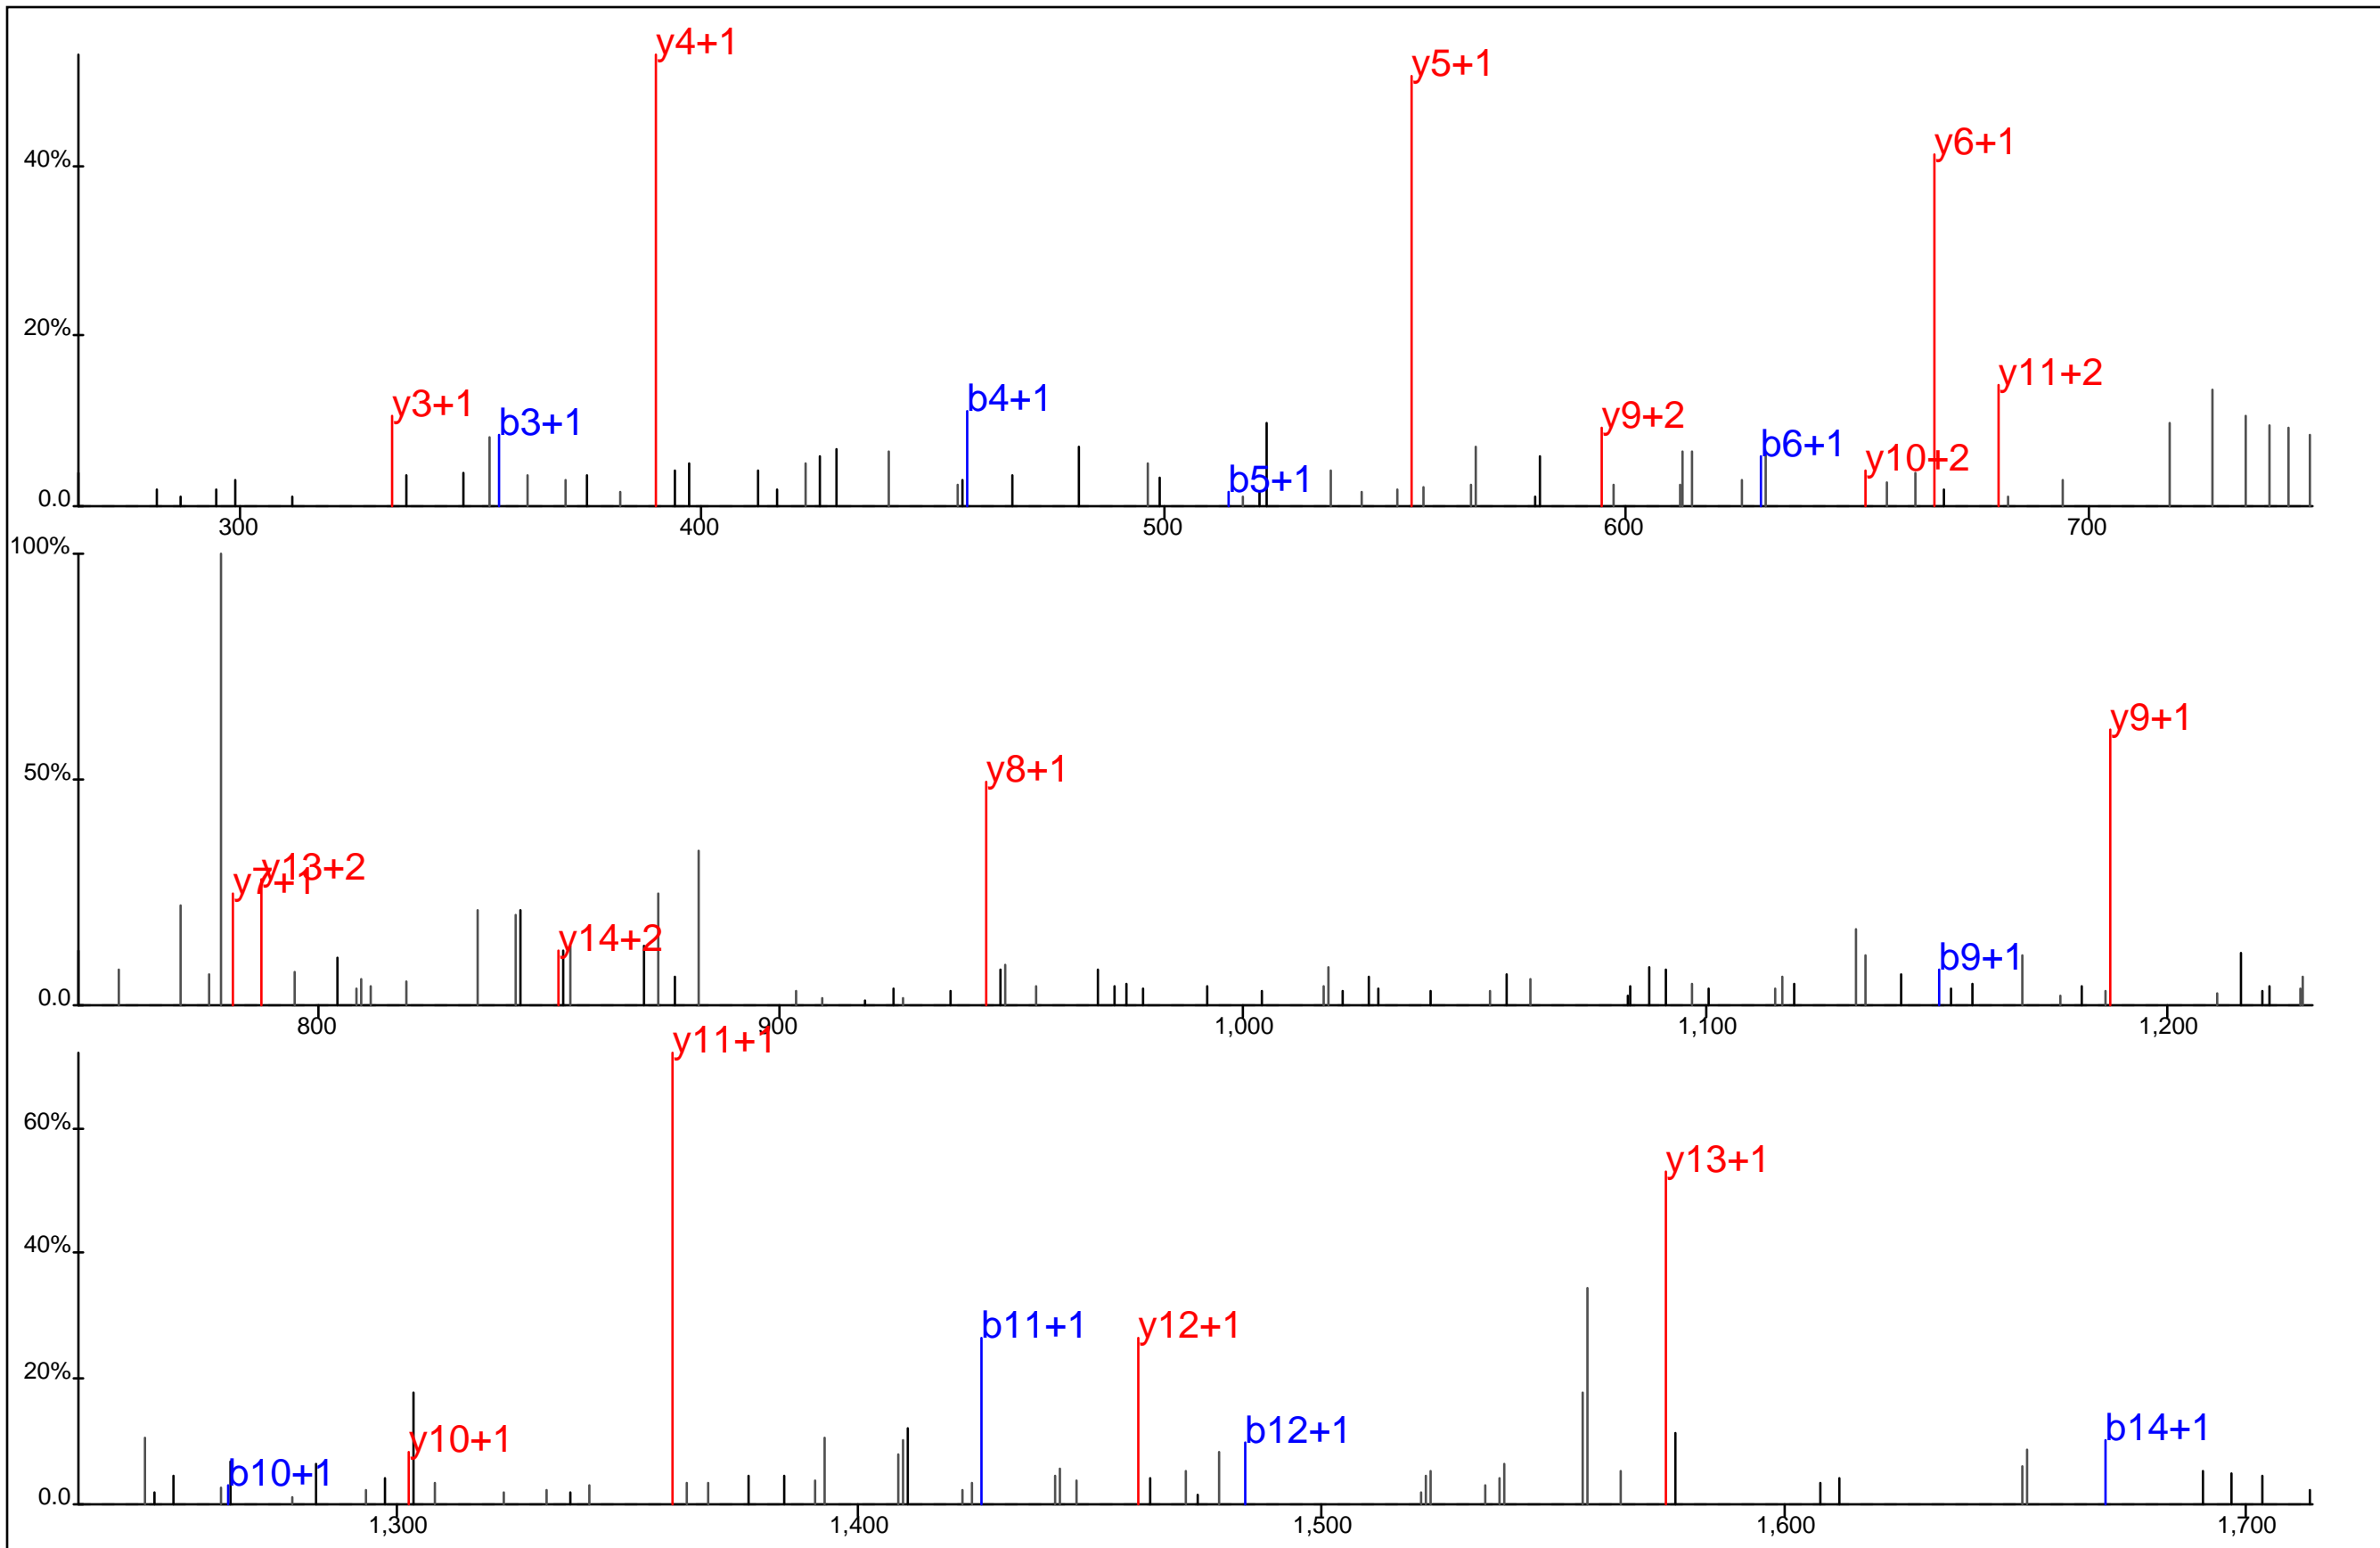 y4+1
y5+1
y6+1
40%
y11+2
20%
b4+1
y3+1
b3+1
y9+2
b6+1
y10+2
b5+1
0.0
300
400
500
600
700
100%
50%
y9+1
y8+1
y13+2
y7+1
y14+2
b9+1
0.0
800
900
1,000
1,100
1,200
y11+1
60%
y13+1
40%
b11+1
y12+1
20%
b12+1
b14+1
y10+1
b10+1
0.0
1,300
1,400
1,500
1,600
1,700